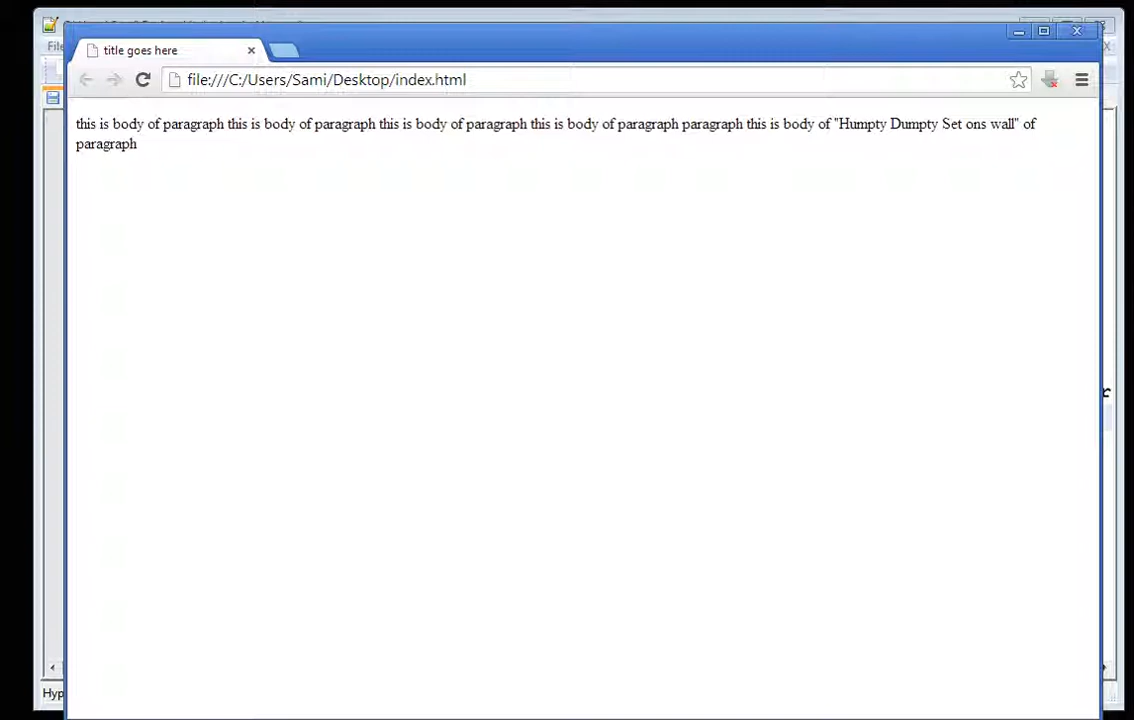 File
title goes here
file:///C:/Users/Sami/Desktop/index.html
this is body of paragraph this is body of paragraph this is body of paragraph this is body of paragraph paragraph this is body of "Humpty Dumpty Set ons wall" of
paragraph
Hyp